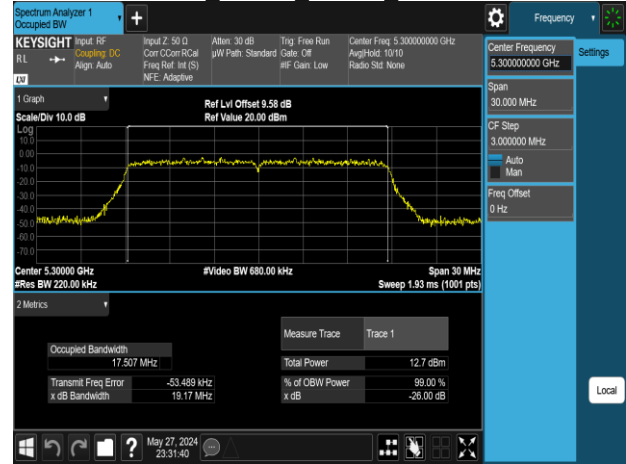 Spectrum Analyzer 1
Occupied BW
+
Frequency
KEYSIGHT
RL
LXI
Input: RF
Coupling: DC
Align: Auto
Input Z: 50 Ω
Corr CCorr RCal
Freq Ref: Int (S)
NFE: Adaptive
Atten: 30 dB
µW Path: Standard
Trig: Free Run
Gate: Off
#IF Gain: Low
Center Freq: 5.300000000 GHz
Avg|Hold: 10/10
Radio Std: None
Center Frequency
5.300000000 GHz
Settings
Span
30.000 MHz
CF Step
3.000000 MHz
Auto
Man
Freq Offset
0 Hz
Local
1 Graph
Scale/Div 10.0 dB
Ref Lvl Offset 9.58 dB
Ref Value 20.00 dBm
Log
10.0
0.00
-10.0
-20.0
-30.0
-40.0
-50.0
-60.0
-70.0
Center 5.30000 GHz
#Video BW 680.00 kHz
Span 30 MHz
#Res BW 220.00 kHz
Sweep 1.93 ms (1001 pts)
2 Metrics
Measure Trace Trace 1
Occupied Bandwidth
17.507 MHz
Total Power 12.7 dBm
Transmit Freq Error -53.489 kHz
% of OBW Power 99.00 %
x dB Bandwidth 19.17 MHz
x dB -26.00 dB
?
May 27, 2024
23:31:40